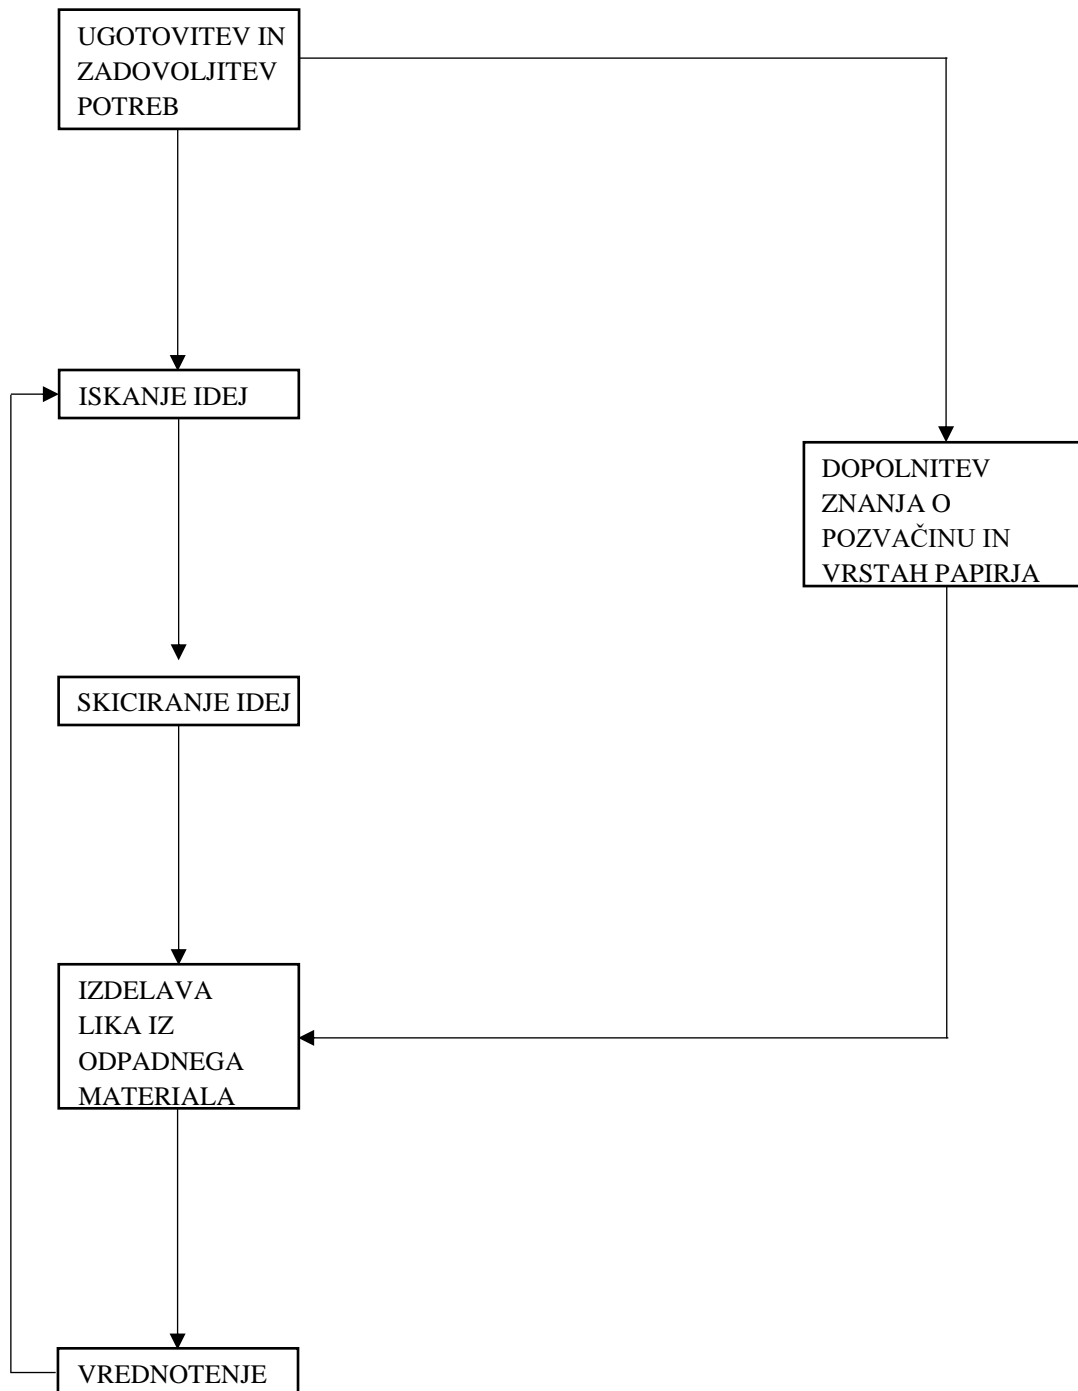 UGOTOVITEV IN
ZADOVOLJITEV
POTREB
ISKANJE IDEJ
DOPOLNITEV
ZNANJA O
POZVAČINU IN
VRSTAH PAPIRJA
SKICIRANJE IDEJ
IZDELAVA
LIKA IZ
ODPADNEGA
MATERIALA
VREDNOTENJE